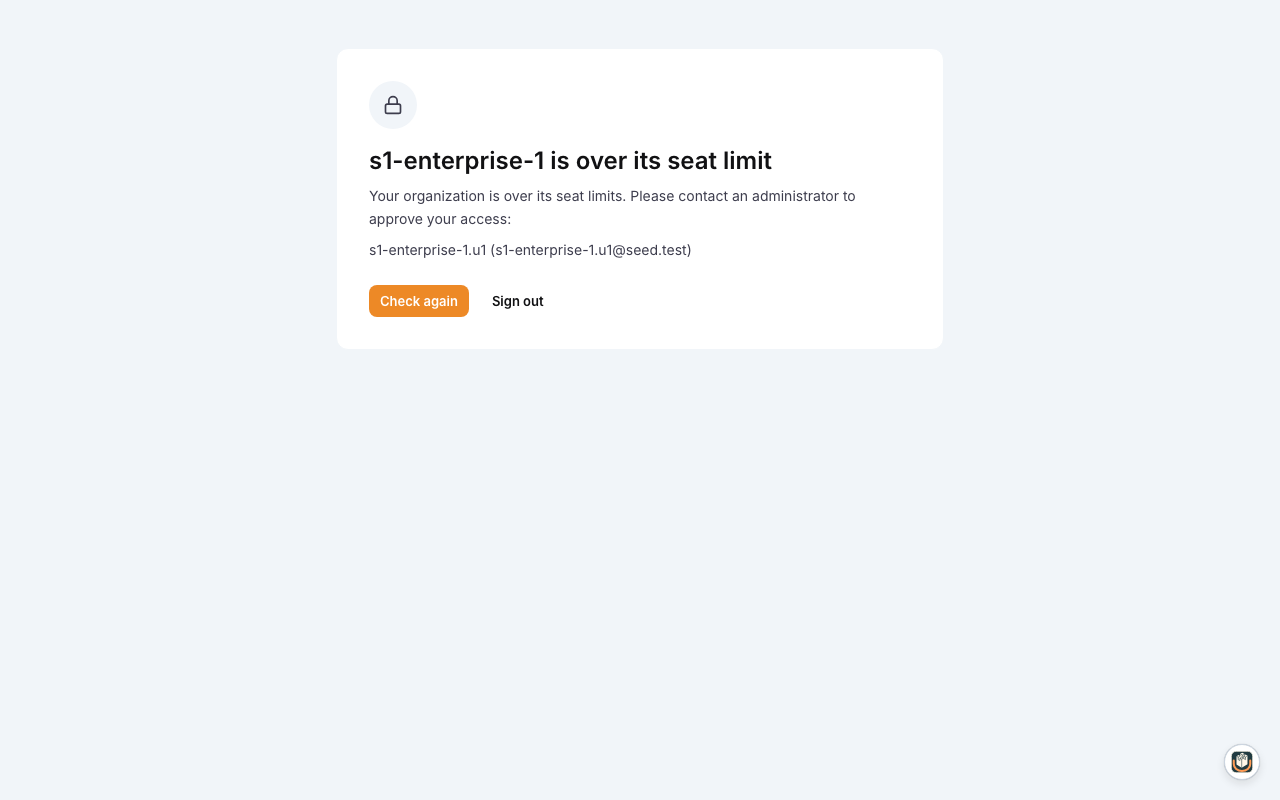 s1-enterprise-1 is over its seat limit
Your organization is over its seat limits. Please contact an administrator to
approve your access:
s1-enterprise-1.u1 (s1-enterprise-1.u1@seed.test)
Check again
Sign out